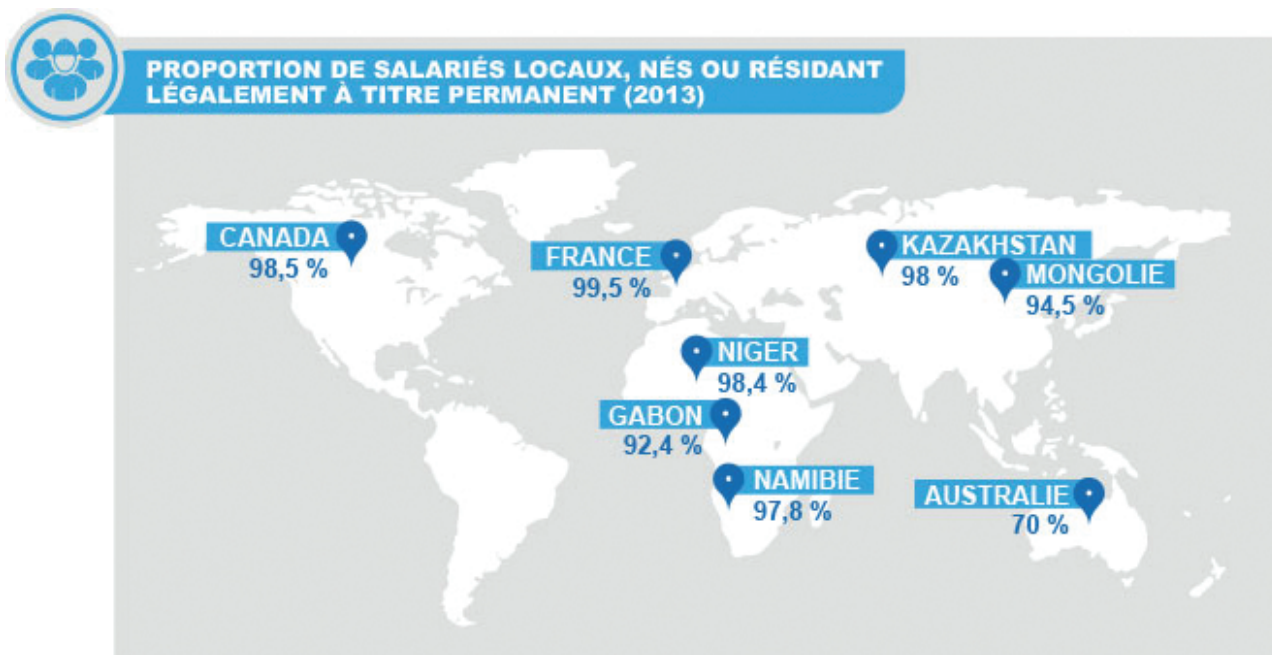 PROPORTION DE SALARIÉS LOCAUX, NÉS OU RÉSIDANT
LÉGALEMENT À TITRE PERMANENT (2013)
CANADA
98,5 %
FRANCE
99,5 %
KAZAKHSTAN
98 %
MONGOLIE
94,5 %
NIGER
98,4 %
GABON
92,4 %
NAMIBIE
97,8 %
AUSTRALIE
70 %